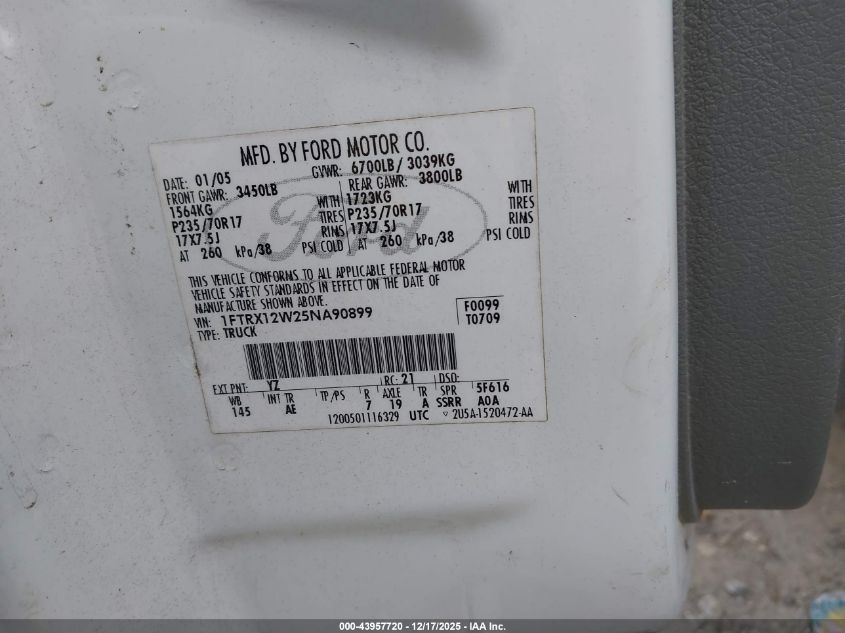 MFD. BY FORD MOTOR CO.
DATE: 01/05 GVWR: 6700LB/ 3039KG
FRONT GAWR: 3450LB REAR GAWR: 3800LB
1564KG WITH 1723KG WITH
P235/70R17 TIRES P235/70R17 TIRES
17X7.5J RIMS 17X7.5J RIMS
AT 260 kPa/38 PSI COLD AT 260 kPa/38 PSI COLD
Ford
THIS VEHICLE CONFORMS TO ALL APPLICABLE FEDERAL MOTOR
VEHICLE SAFETY STANDARDS IN EFFECT ON THE DATE OF
MANUFACTURE SHOWN ABOVE.
VIN: 1FTRX12W25NA90899 F0099
TYPE: TRUCK T0709
EXT PNT: YZ RC: 21 DSO:
WB INT TR TP/PS R AXLE TR SPR 5F616
145 AE 7 19 A SSRR A0A
1200501116329 UTC 2U5A-1520472-AA
000-43957720 - 12/17/2025 - IAA Inc.